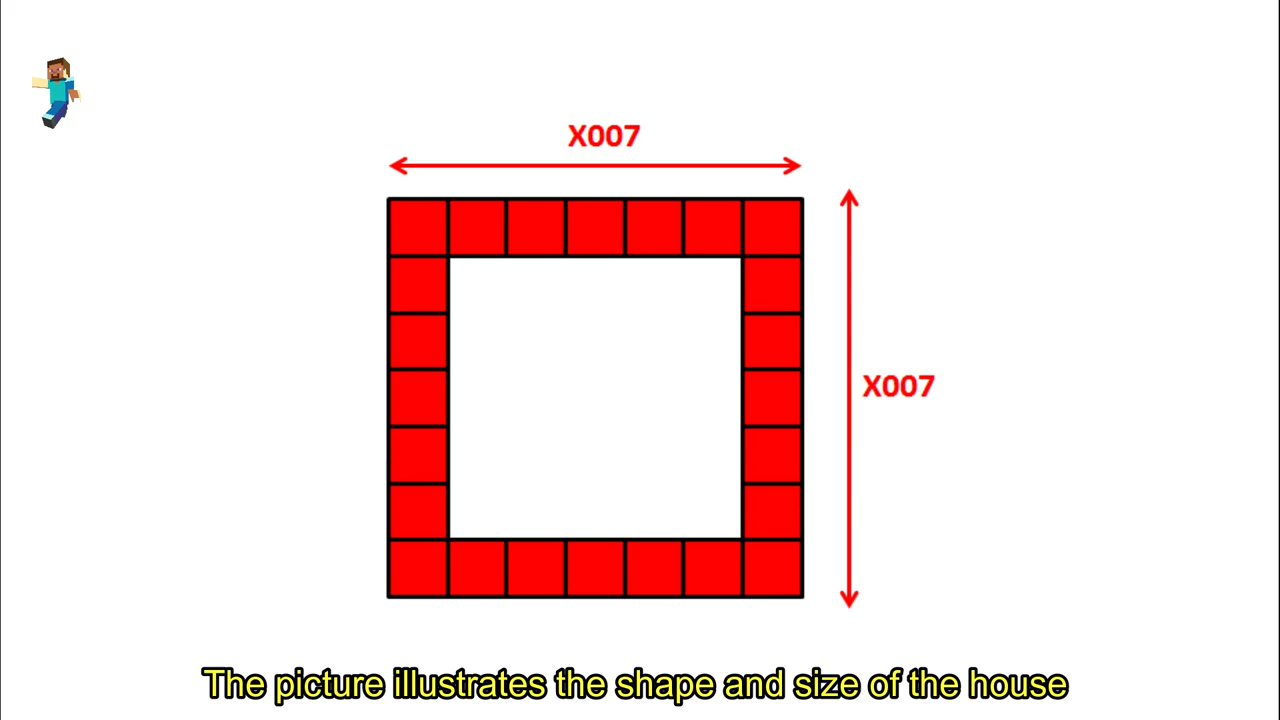 X007
X007
The picture illustrates the shape and size of the house